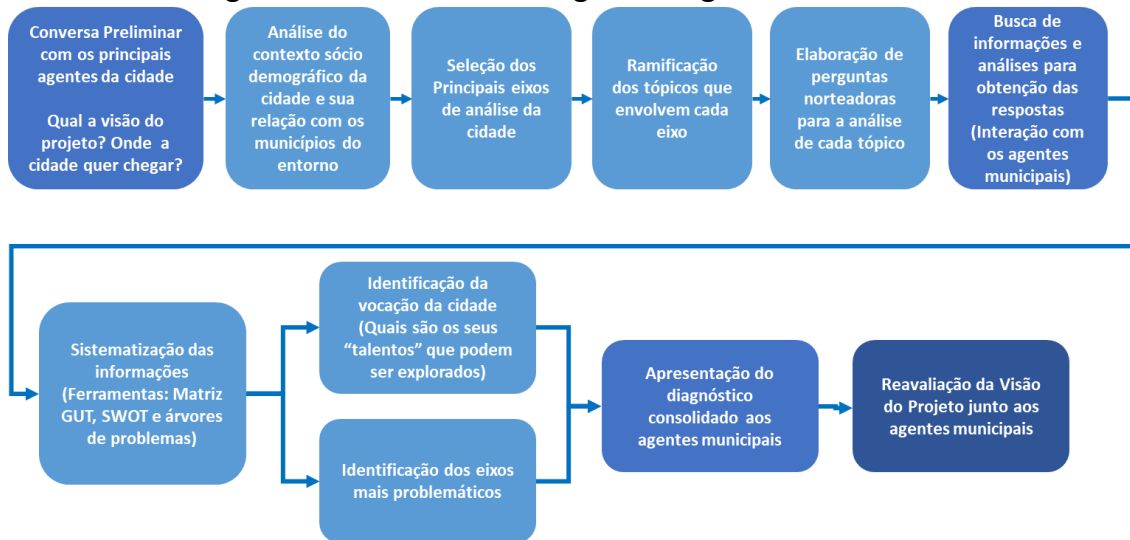 Conversa Preliminar
com os principais
agentes da cidade
Qual a visão do
projeto? Onde a
cidade quer chegar?
Análise do
contexto sócio
demográfico da
cidade e sua
relação com os
municípios do
entorno
Seleção dos
Principais eixos
de análise da
cidade
Ramificação
dos tópicos que
envolvem cada
eixo
Elaboração de
perguntas
norteadoras
para a análise
de cada tópico
Busca de
informações e
análises para
obtenção das
respostas
(Interação com
os agentes
municipais)
Sistematização das
informações
(Ferramentas: Matriz
GUT, SWOT e árvores
de problemas)
Identificação da
vocação da cidade
(Quais são os seus
“talentos” que podem
ser explorados)
Identificação dos eixos
mais problemáticos
Apresentação do
diagnóstico
consolidado aos
agentes municipais
Reavaliação da Visão
do Projeto junto aos
agentes municipais